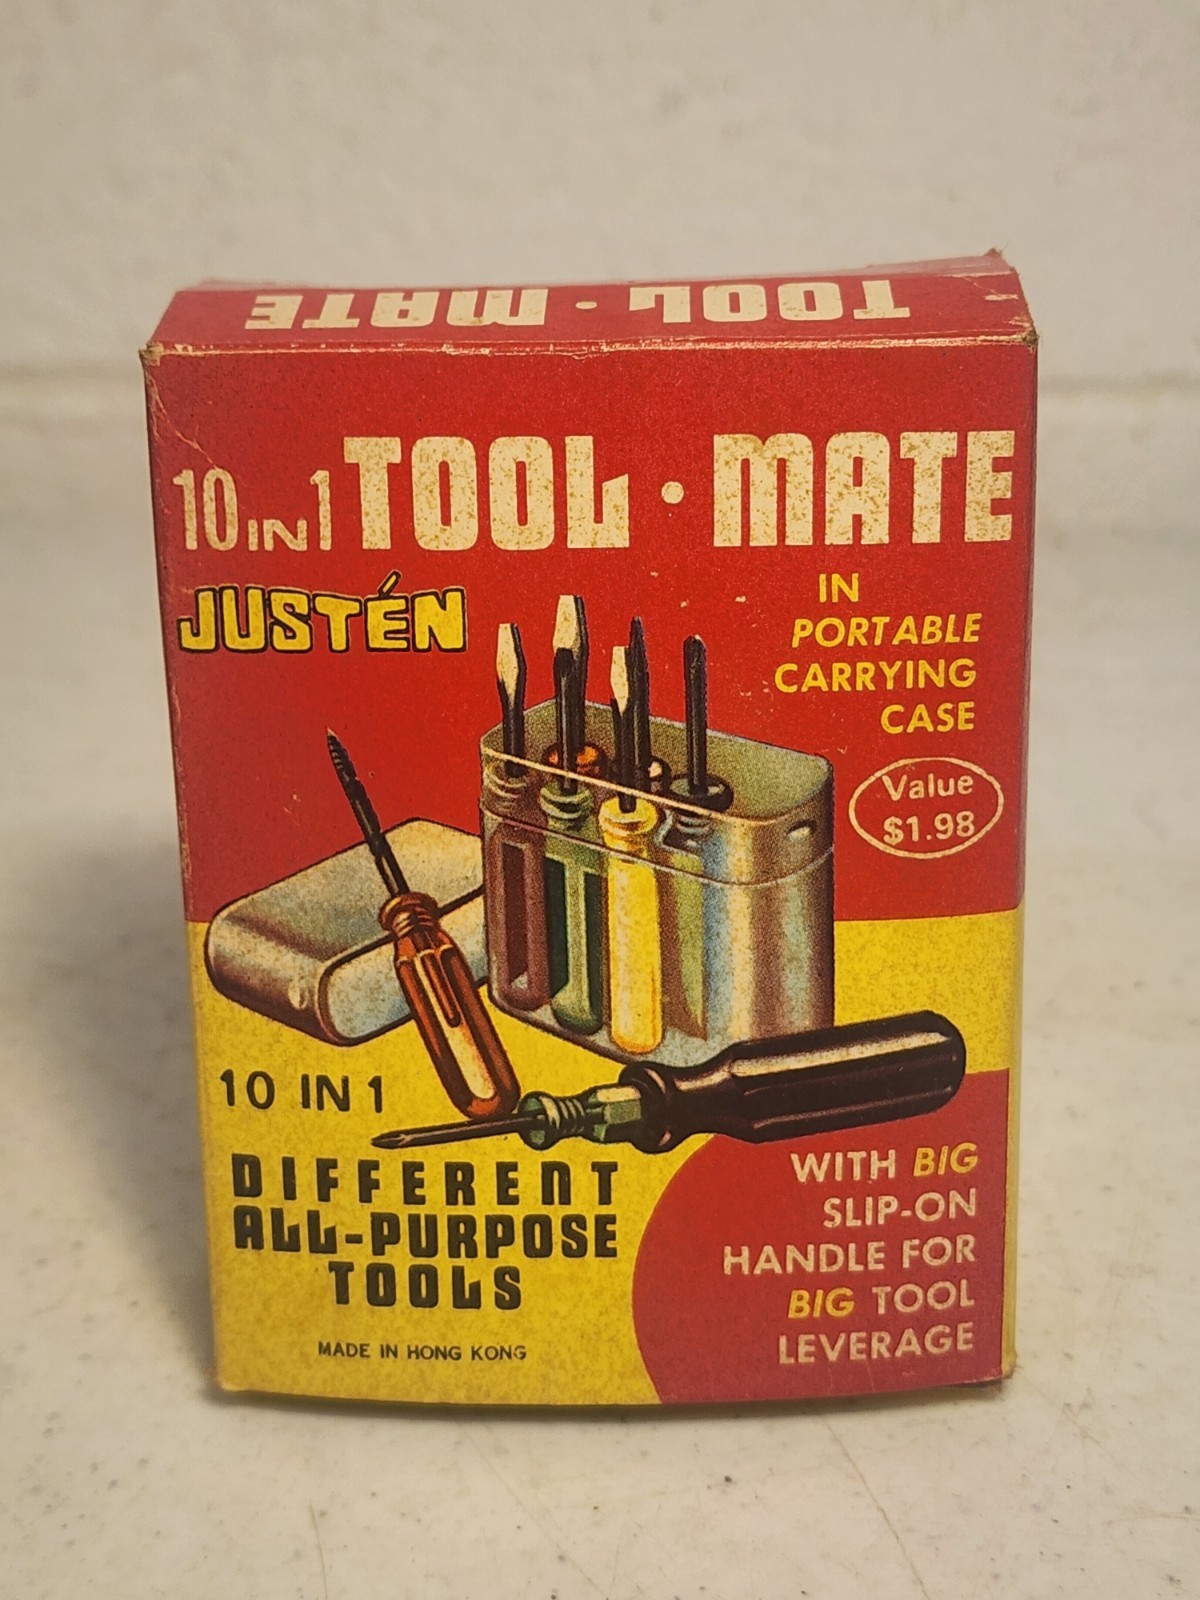 TOOL · MATE
10 IN 1 TOOL · MATE
JUSTÉN
IN
PORTABLE
CARRYING
CASE
Value
$1.98
10 IN 1
DIFFERENT
ALL-PURPOSE
TOOLS
MADE IN HONG KONG
WITH BIG
SLIP-ON
HANDLE FOR
BIG TOOL
LEVERAGE